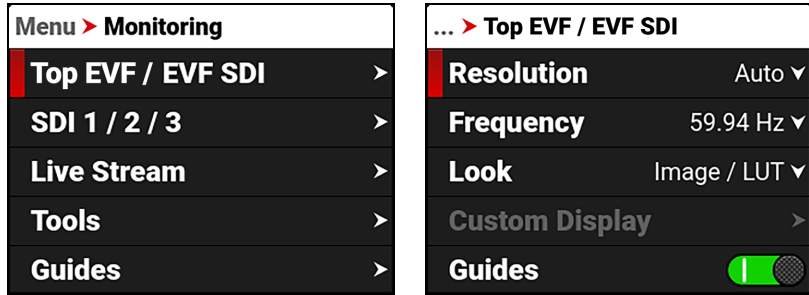 Menu > Monitoring
Top EVF / EVF SDI
SDI 1 / 2 / 3
Live Stream
Tools
Guides
... > Top EVF / EVF SDI
Resolution Auto
Frequency 59.94 Hz
Look Image / LUT
Custom Display
Guides